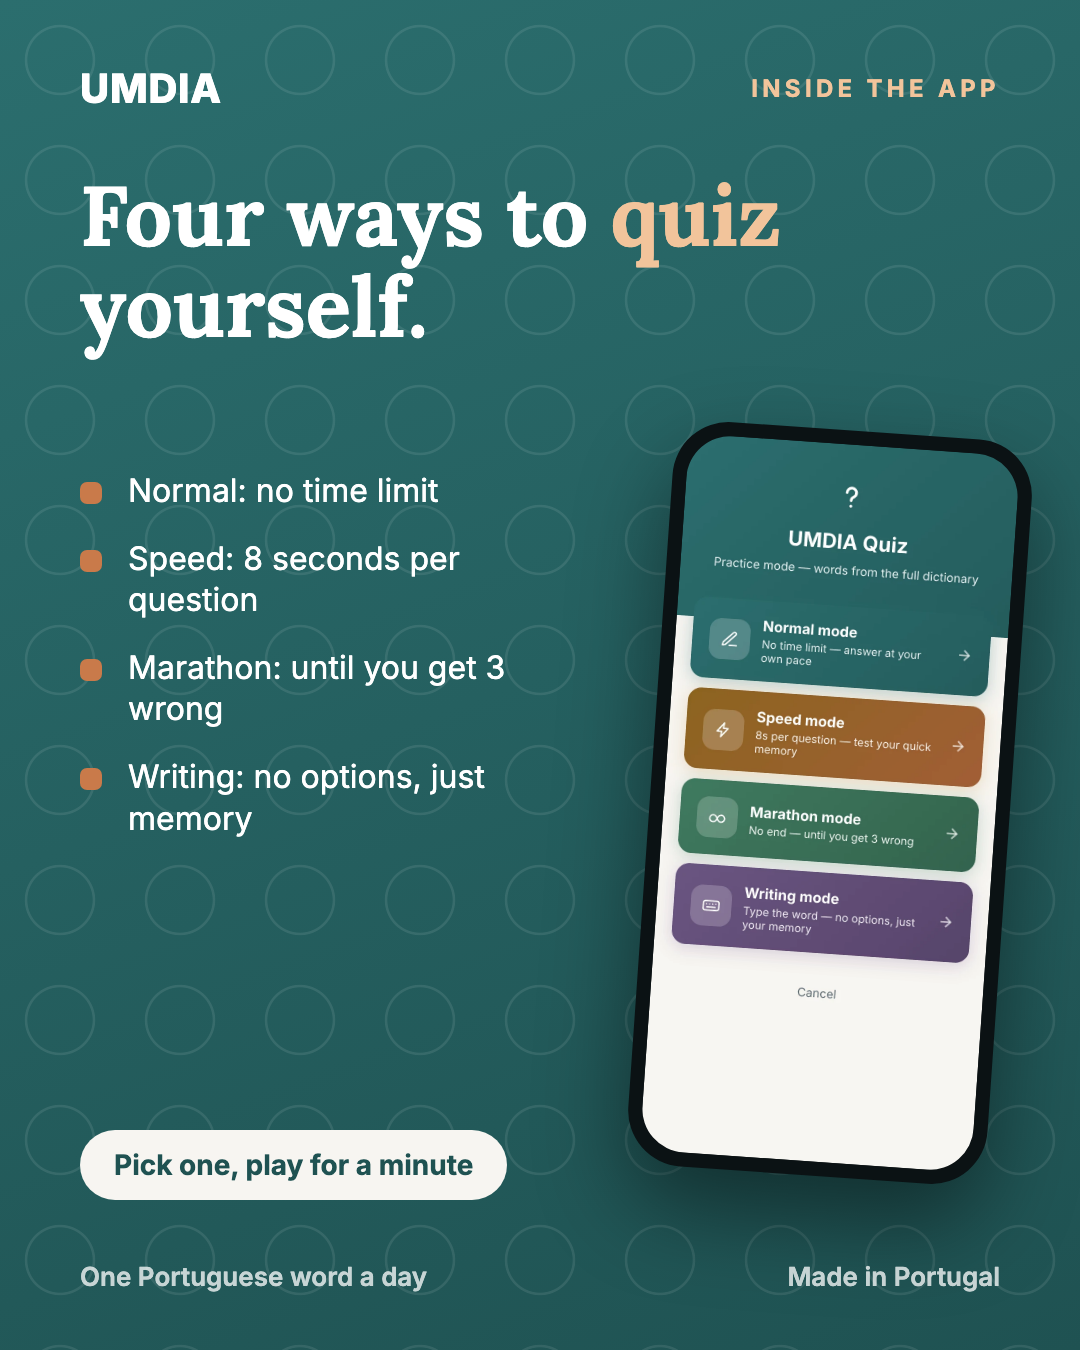 UMDIA
INSIDE THE APP
Four ways to quiz
yourself.
Normal: no time limit
Speed: 8 seconds per
question
Marathon: until you get 3
wrong
Writing: no options, just
memory
?
UMDIA Quiz
Practice mode — words from the full dictionary
Normal mode
No time limit — answer at your
own pace
Speed mode
8s per question — test your quick
memory
Marathon mode
No end — until you get 3 wrong
Writing mode
Type the word — no options, just
your memory
Cancel
Pick one, play for a minute
One Portuguese word a day
Made in Portugal